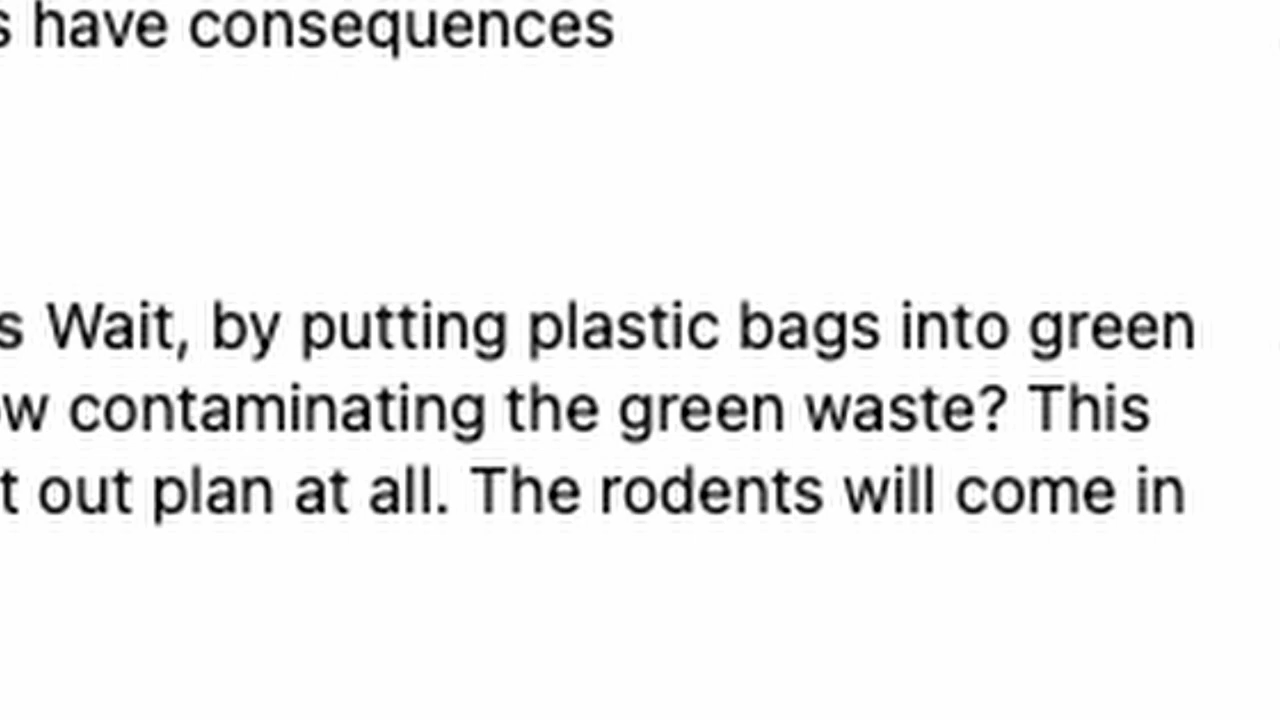 have consequences
Wait, by putting plastic bags into green
contaminating the green waste? This
out plan at all. The rodents will come in